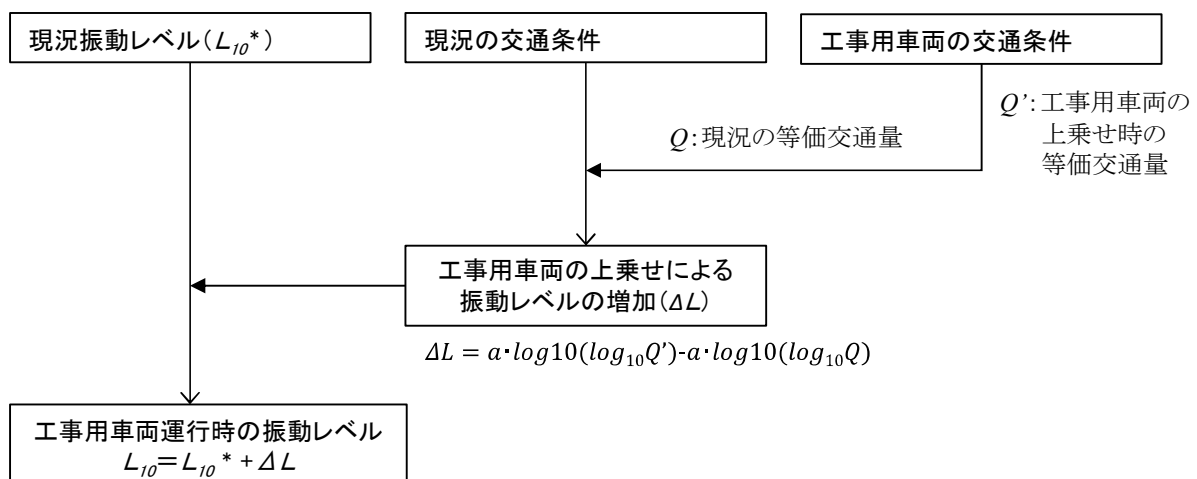 現況振動レベル(L10*)
現況の交通条件
工事用車両の交通条件
Q:現況の等価交通量
Q’:工事用車両の
上乗せ時の
等価交通量
工事用車両の上乗せによる
振動レベルの増加(ΔL)
ΔL = a・log10(log10Q’)-a・log10(log10Q)
工事用車両運行時の振動レベル
L10=L10*+ΔL